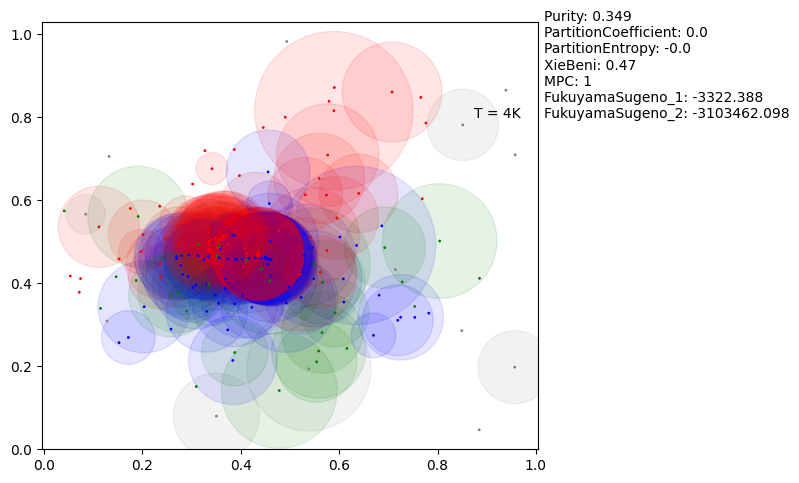 Purity: 0.349
PartitionCoefficient: 0.0
PartitionEntropy: -0.0
XieBeni: 0.47
MPC: 1
FukuyamaSugeno_1: -3322.388
FukuyamaSugeno_2: -3103462.098
T = 4K
1.0
0.8
0.6
0.4
0.2
0.0
0.0 0.2 0.4 0.6 0.8 1.0